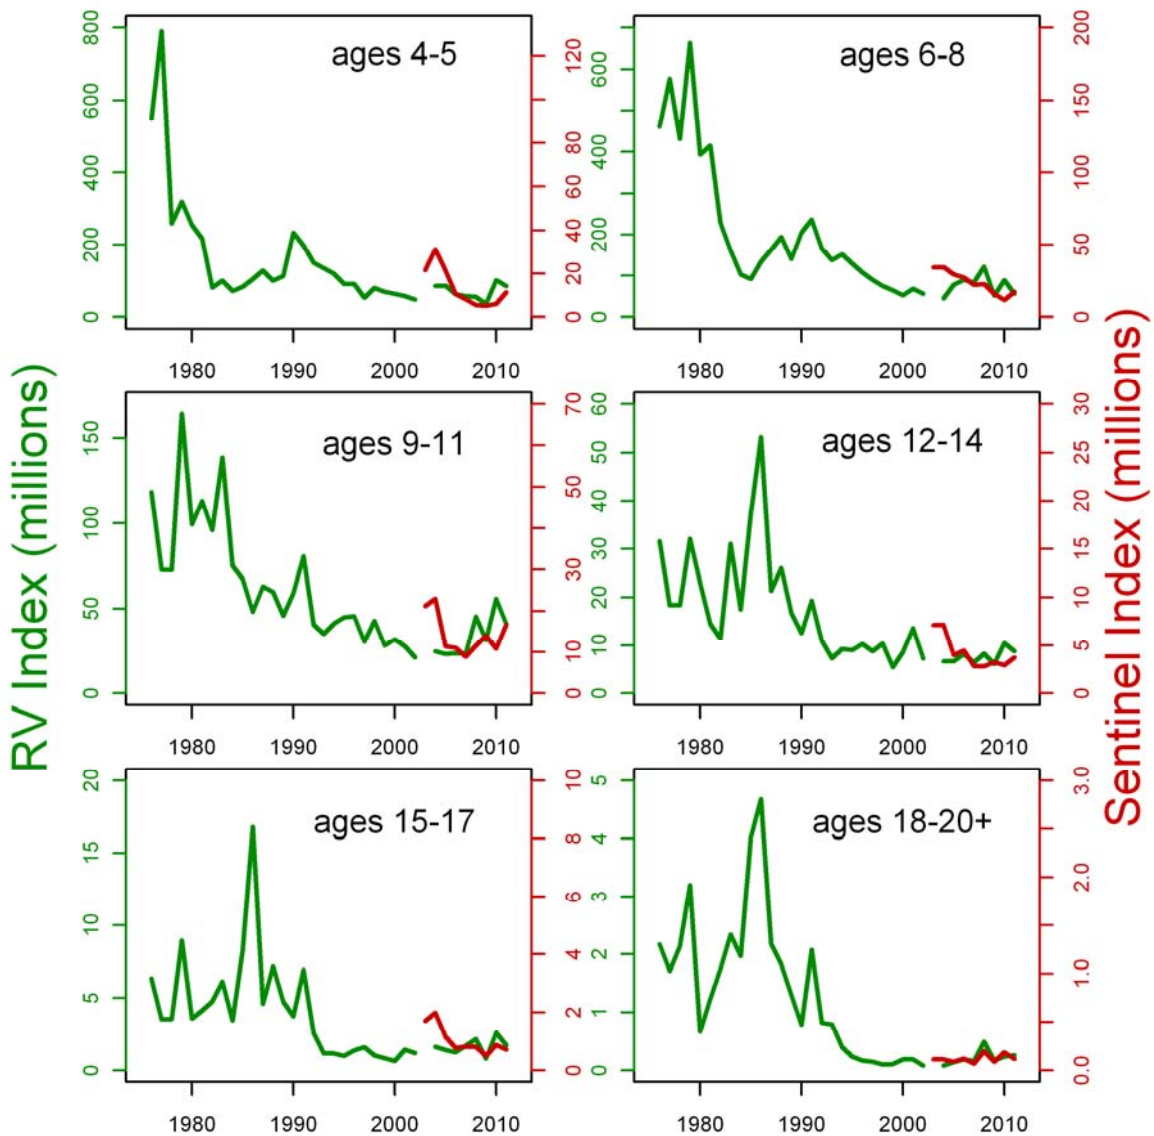 RV Index (millions)
Sentinel Index (millions)
ages 4-5
0 200 400 600 800
0 20 40 60 80 120
1980 1990 2000 2010
ages 6-8
0 200 400 600
0 50 100 150 200
1980 1990 2000 2010
ages 9-11
0 50 100 150
0 10 30 50 70
1980 1990 2000 2010
ages 12-14
0 10 20 30 40 50 60
0 5 10 15 20 25 30
1980 1990 2000 2010
ages 15-17
0 5 10 15 20
0 2 4 6 8 10
1980 1990 2000 2010
ages 18-20+
0 1 2 3 4 5
0.0 1.0 2.0 3.0
1980 1990 2000 2010